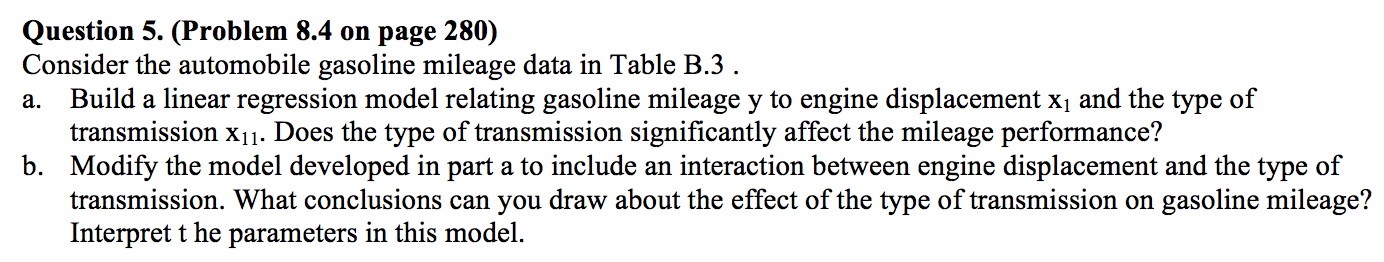 Question 5. (Problem 8.4 on page 280)
Consider the automobile gasoline mileage data in Table B.3 .
a. Build a linear regression model relating gasoline mileage y to engine displacement x₁ and the type of
transmission x₁₁. Does the type of transmission significantly affect the mileage performance?
b. Modify the model developed in part a to include an interaction between engine displacement and the type of
transmission. What conclusions can you draw about the effect of the type of transmission on gasoline mileage?
Interpret t he parameters in this model.